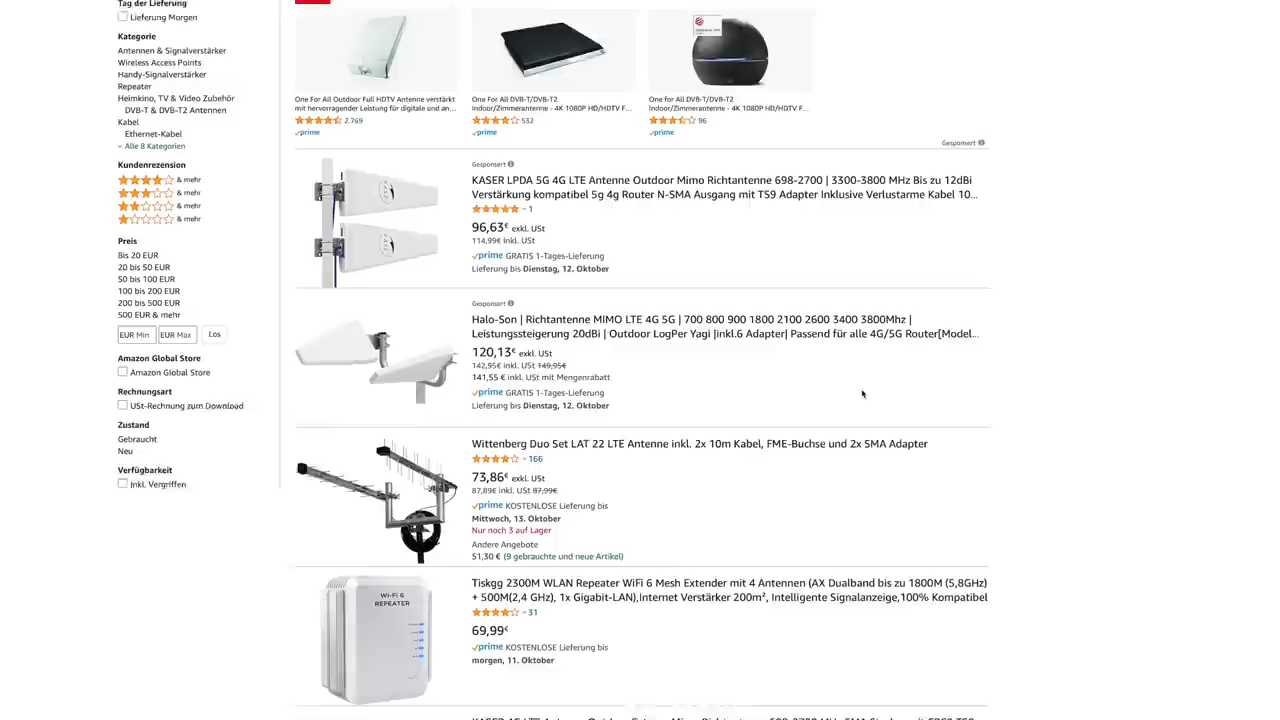 Tag der Lieferung
Lieferung Morgen
Kategorie
Antennen & Signalverstärker
Wireless Access Points
Handy-Signalverstärker
Repeater
Heimkino, TV & Video Zubehör
DVB-T & DVB-T2 Antennen
Kabel
Ethernet-Kabel
Alle 8 Kategorien
Kundenrezension
& mehr
& mehr
& mehr
& mehr
Preis
Bis 20 EUR
20 bis 50 EUR
50 bis 100 EUR
100 bis 200 EUR
200 bis 500 EUR
500 EUR & mehr
EUR Min EUR Max Los
Amazon Global Store
Amazon Global Store
Rechnungsart
USt-Rechnung zum Download
Zustand
Gebraucht
Neu
Verfügbarkeit
Inkl. Vergriffen
One For All Outdoor Full HDTV Antenne verstärkt
mit hervorragender Leistung für digitale und an...
2.769
prime
One For All DVB-T/DVB-T2
Indoor/Zimmerantenne - 4K 1080P HD/HDTV F...
532
prime
One for All DVB-T/DVB-T2
Indoor/Zimmerantenne - 4K 1080P HD/HDTV F...
96
prime
Gesponsert
Gesponsert
KASER LPDA 5G 4G LTE Antenne Outdoor Mimo Richtantenne 698-2700 | 3300-3800 MHz Bis zu 12dBi
Verstärkung kompatibel 5g 4g Router N-SMA Ausgang mit TS9 Adapter Inklusive Verlustarme Kabel 10...
1
96,63€ exkl. USt
114,99€ inkl. USt
prime GRATIS 1-Tages-Lieferung
Lieferung bis Dienstag, 12. Oktober
Gesponsert
Halo-Son | Richtantenne MIMO LTE 4G 5G | 700 800 900 1800 2100 2600 3400 3800Mhz |
Leistungssteigerung 20dBi | Outdoor LogPer Yagi |inkl.6 Adapter| Passend für alle 4G/5G Router[Model...
120,13€ exkl. USt
142,95€ inkl. USt 149,95€
141,55 € inkl. USt mit Mengenrabatt
prime GRATIS 1-Tages-Lieferung
Lieferung bis Dienstag, 12. Oktober
Wittenberg Duo Set LAT 22 LTE Antenne inkl. 2x 10m Kabel, FME-Buchse und 2x SMA Adapter
166
73,86€ exkl. USt
87,89€ inkl. USt 87,99€
prime KOSTENLOSE Lieferung bis
Mittwoch, 13. Oktober
Nur noch 3 auf Lager
Andere Angebote
51,30 € (9 gebrauchte und neue Artikel)
Wi-Fi 6
REPEATER
Tiskgg 2300M WLAN Repeater WiFi 6 Mesh Extender mit 4 Antennen (AX Dualband bis zu 1800M (5,8GHz)
+ 500M(2,4 GHz), 1x Gigabit-LAN),Internet Verstärker 200m², Intelligente Signalanzeige,100% Kompatibel
31
69,99€
prime KOSTENLOSE Lieferung bis
morgen, 11. Oktober